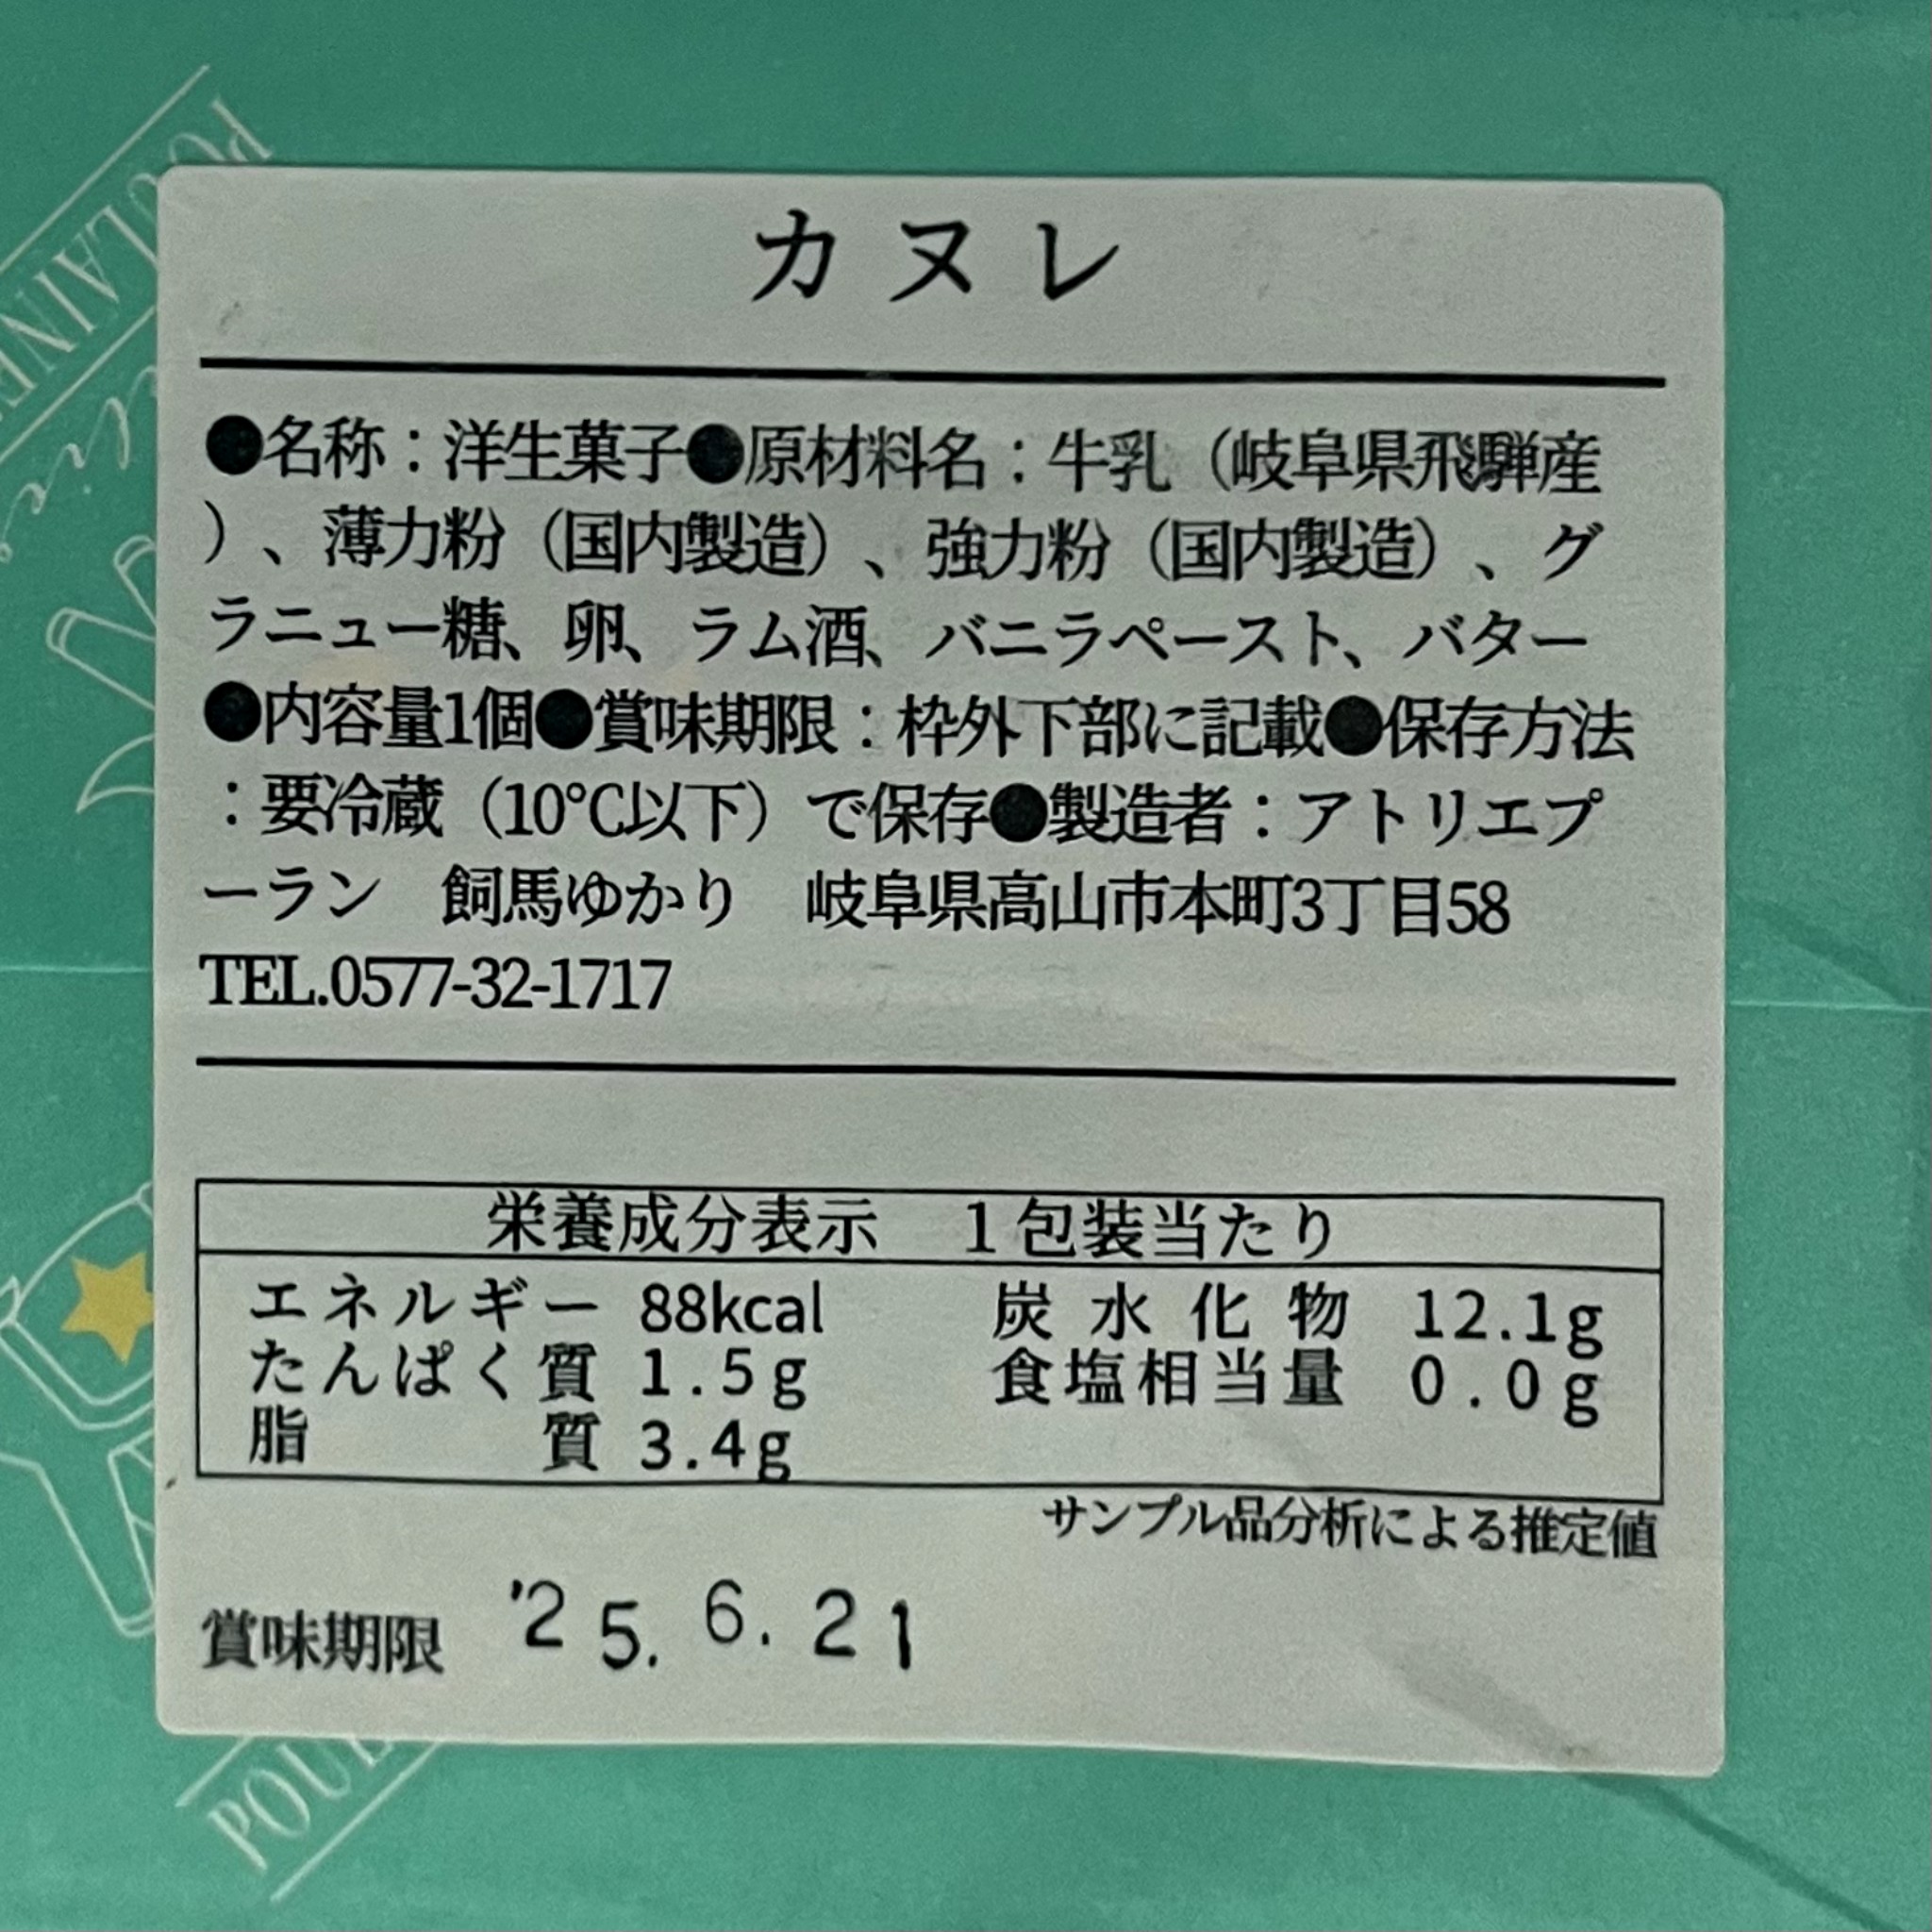 カヌレ
●名称：洋生菓子●原材料名：牛乳（岐阜県飛騨産
）、薄力粉（国内製造）、強力粉（国内製造）、グ
ラニュー糖、卵、ラム酒、バニラペースト、バター
●内容量1個●賞味期限：枠外下部に記載●保存方法
：要冷蔵（10℃以下）で保存●製造者：アトリエプ
ーラン　飼馬ゆかり　岐阜県高山市本町3丁目58
TEL.0577-32-1717
栄養成分表示　1包装当たり
エネルギー 88kcal 炭水化物 12.1g
たんぱく質 1.5g 食塩相当量 0.0g
脂質 3.4g
サンプル品分析による推定値
賞味期限 '25.6.21